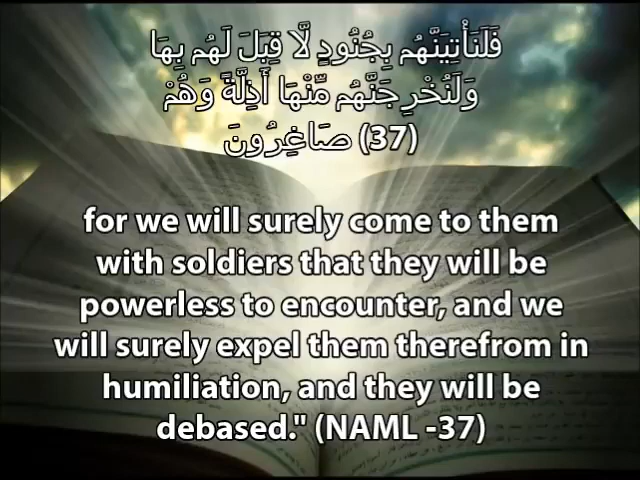 فَلَنَأْتِيَنَّهُم بِجُنُودٍ لَّا قِبَلَ لَهُم بِهَا
وَلَنُخْرِجَنَّهُم مِّنْهَا أَذِلَّةً وَهُمْ
صَاغِرُونَ (37)
for we will surely come to them
with soldiers that they will be
powerless to encounter, and we
will surely expel them therefrom in
humiliation, and they will be
debased." (NAML -37)